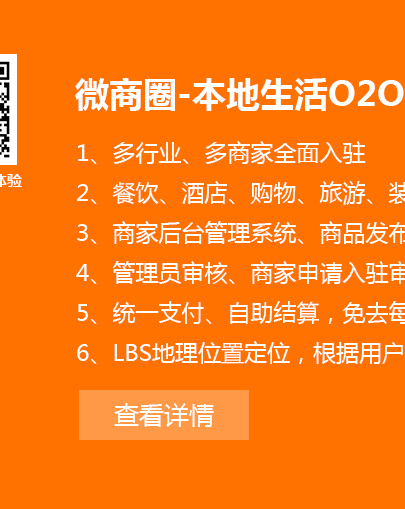 微商圈-本地生活O2O
1、多行业、多商家全面入驻
2、餐饮、酒店、购物、旅游、装
3、商家后台管理系统、商品发布
4、管理员审核、商家申请入驻审
5、统一支付、自助结算，免去每
6、LBS地理位置定位，根据用户
体验
查看详情